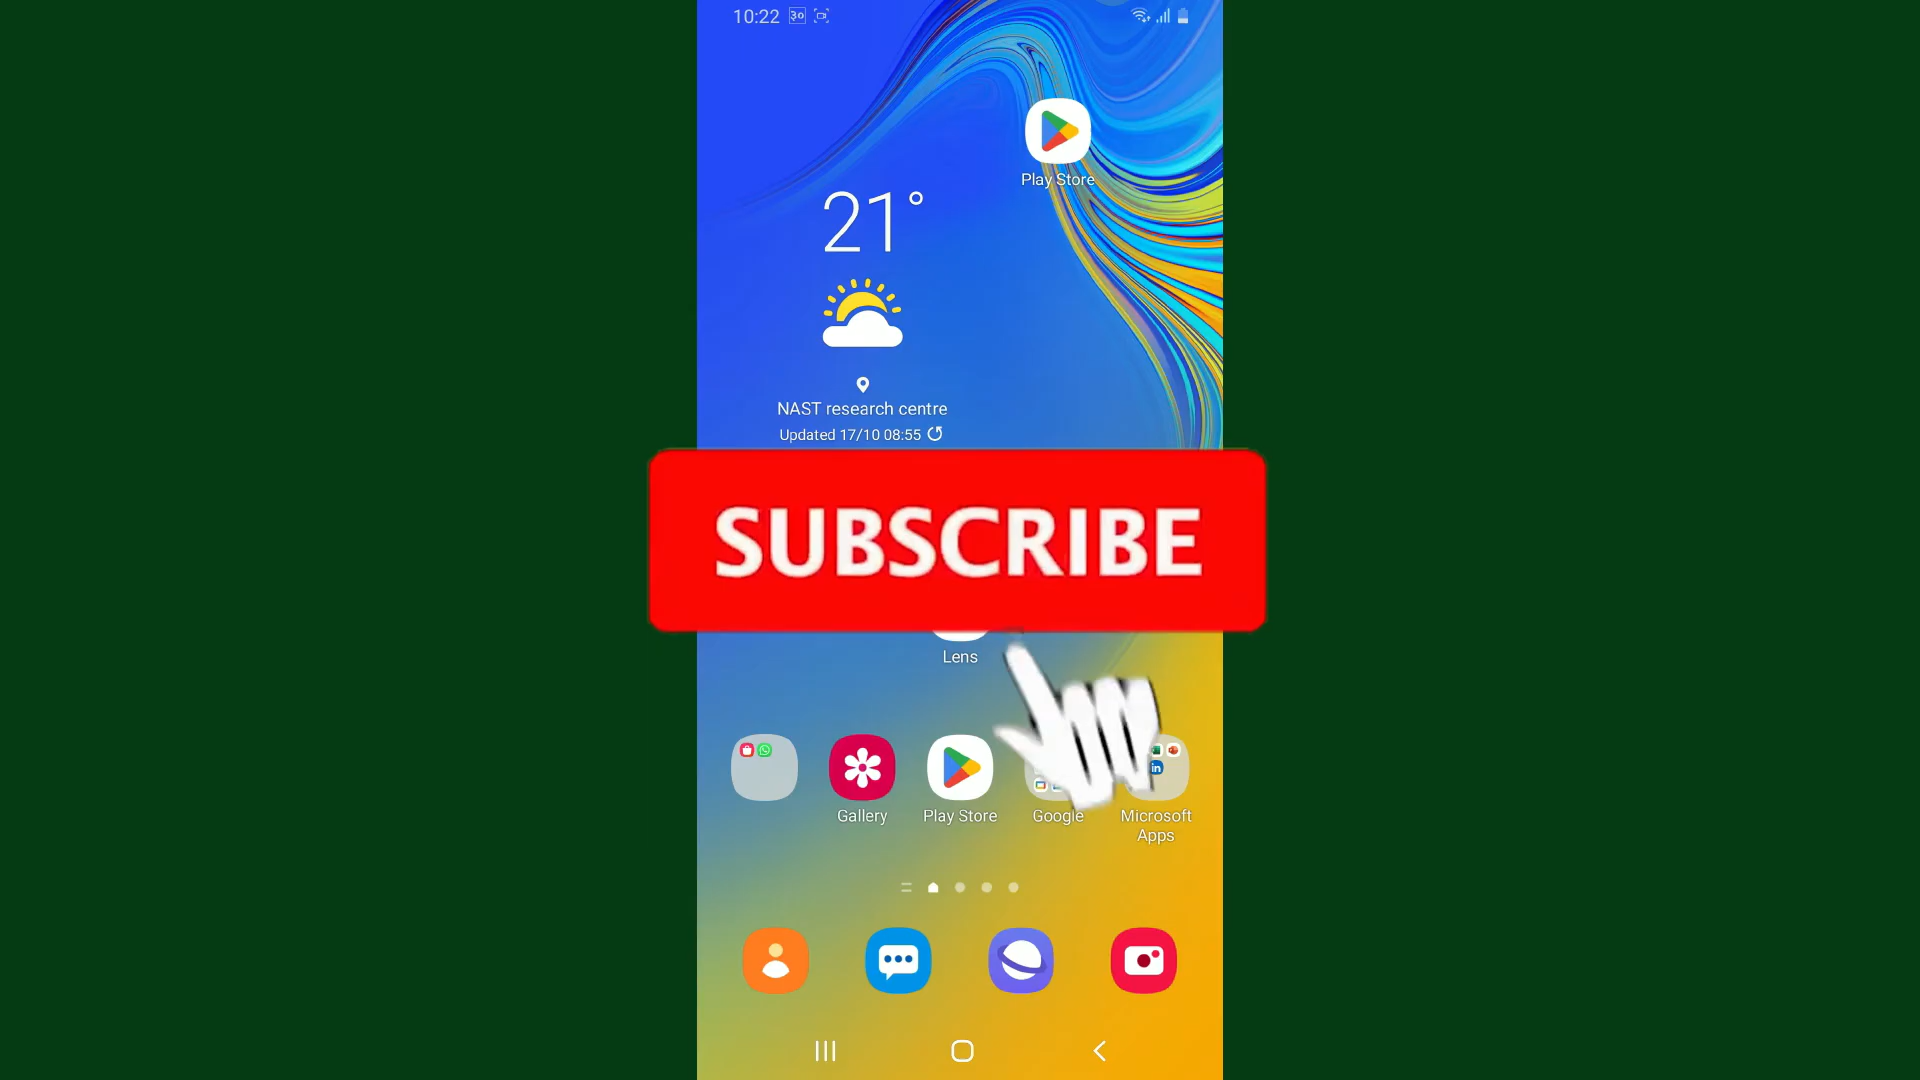 10:22
Play Store
21°
NAST research centre
Updated 17/10 08:55
SUBSCRIBE
Lens
Gallery
Play Store
Google
Microsoft
Apps